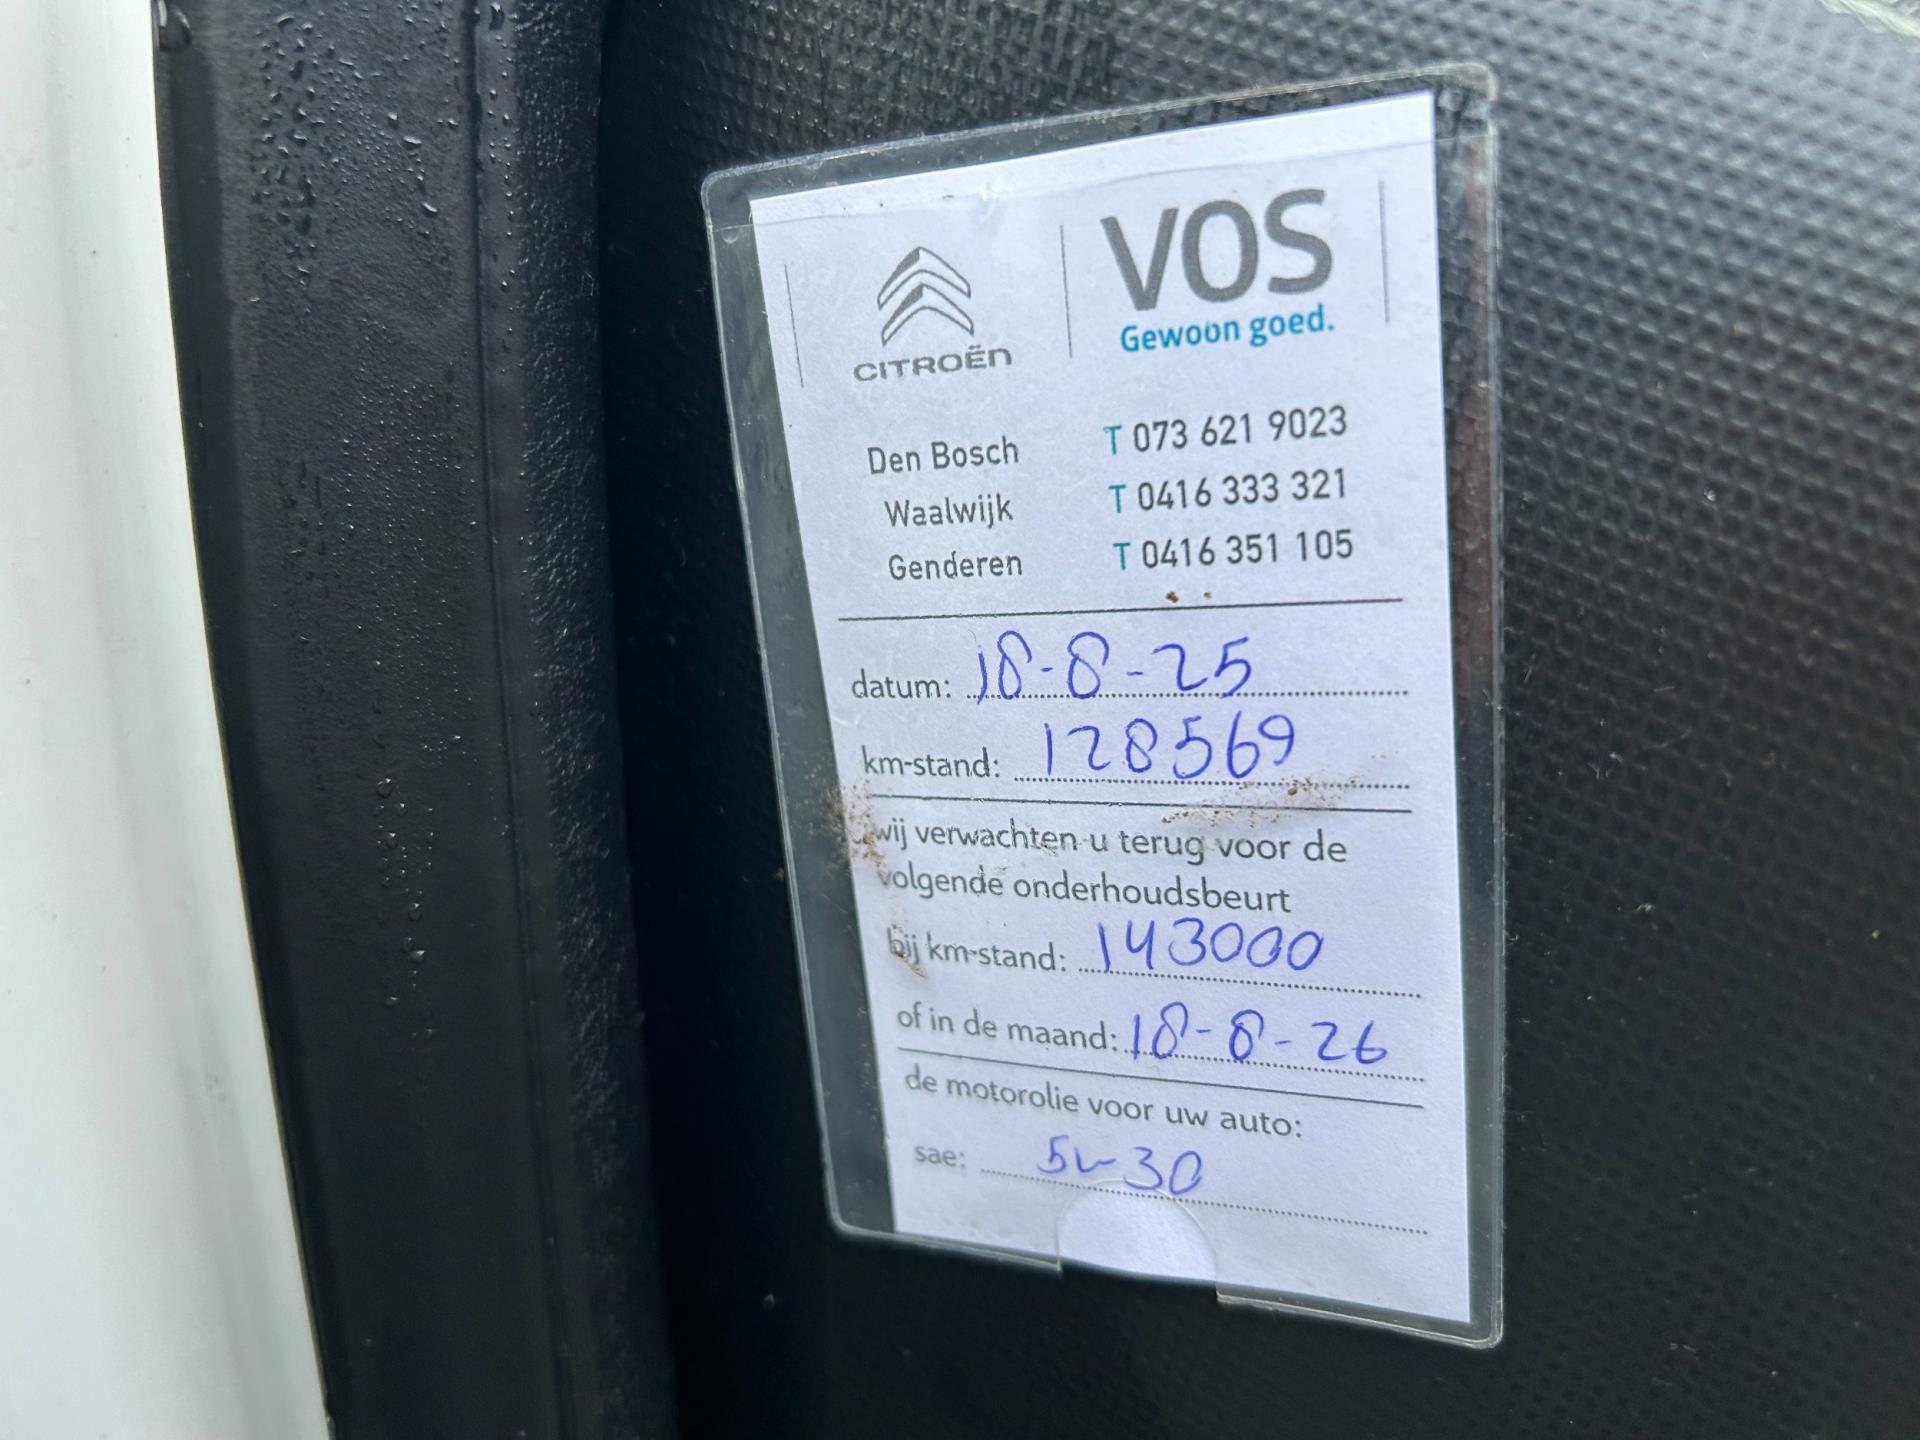 CITROËN
VOS
Gewoon goed.
Den Bosch T 073 621 9023
Waalwijk T 0416 333 321
Genderen T 0416 351 105
datum: 18-8-25
km-stand: 128569
wij verwachten u terug voor de
volgende onderhoudsbeurt
bij km-stand: 143000
of in de maand: 18-8-26
de motorolie voor uw auto:
sae: 5w30